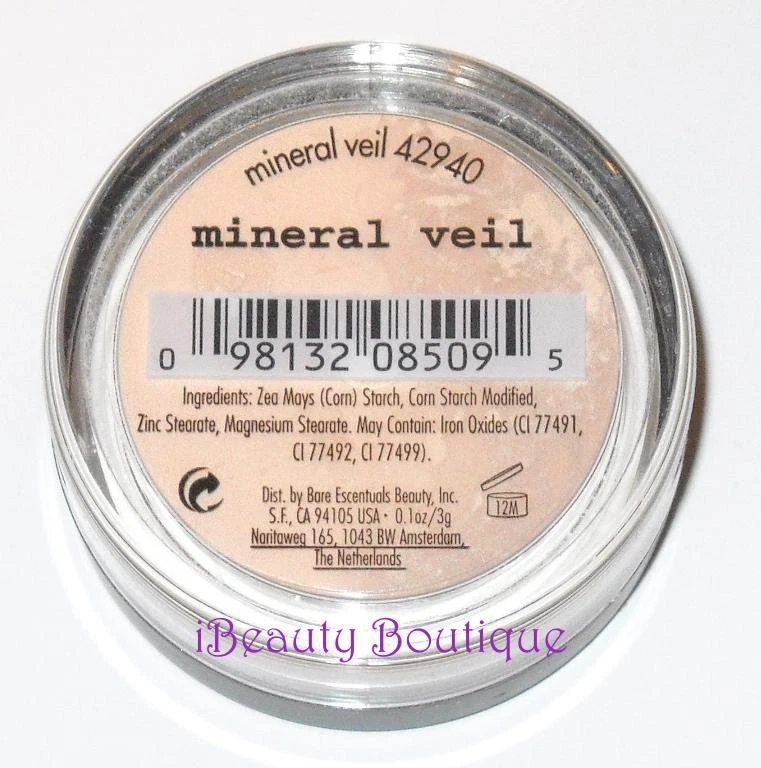 mineral veil 42940
mineral veil
0 98132 08509 5
Ingredients: Zea Mays (Corn) Starch, Corn Starch Modified,
Zinc Stearate, Magnesium Stearate. May Contain: Iron Oxides (CI 77491,
CI 77492, CI 77499).
Dist. by Bare Escentuals Beauty, Inc.
S.F., CA 94105 USA · 0.1oz/3g
Naritaweg 165, 1043 BW Amsterdam,
The Netherlands
12M
iBeauty Boutique